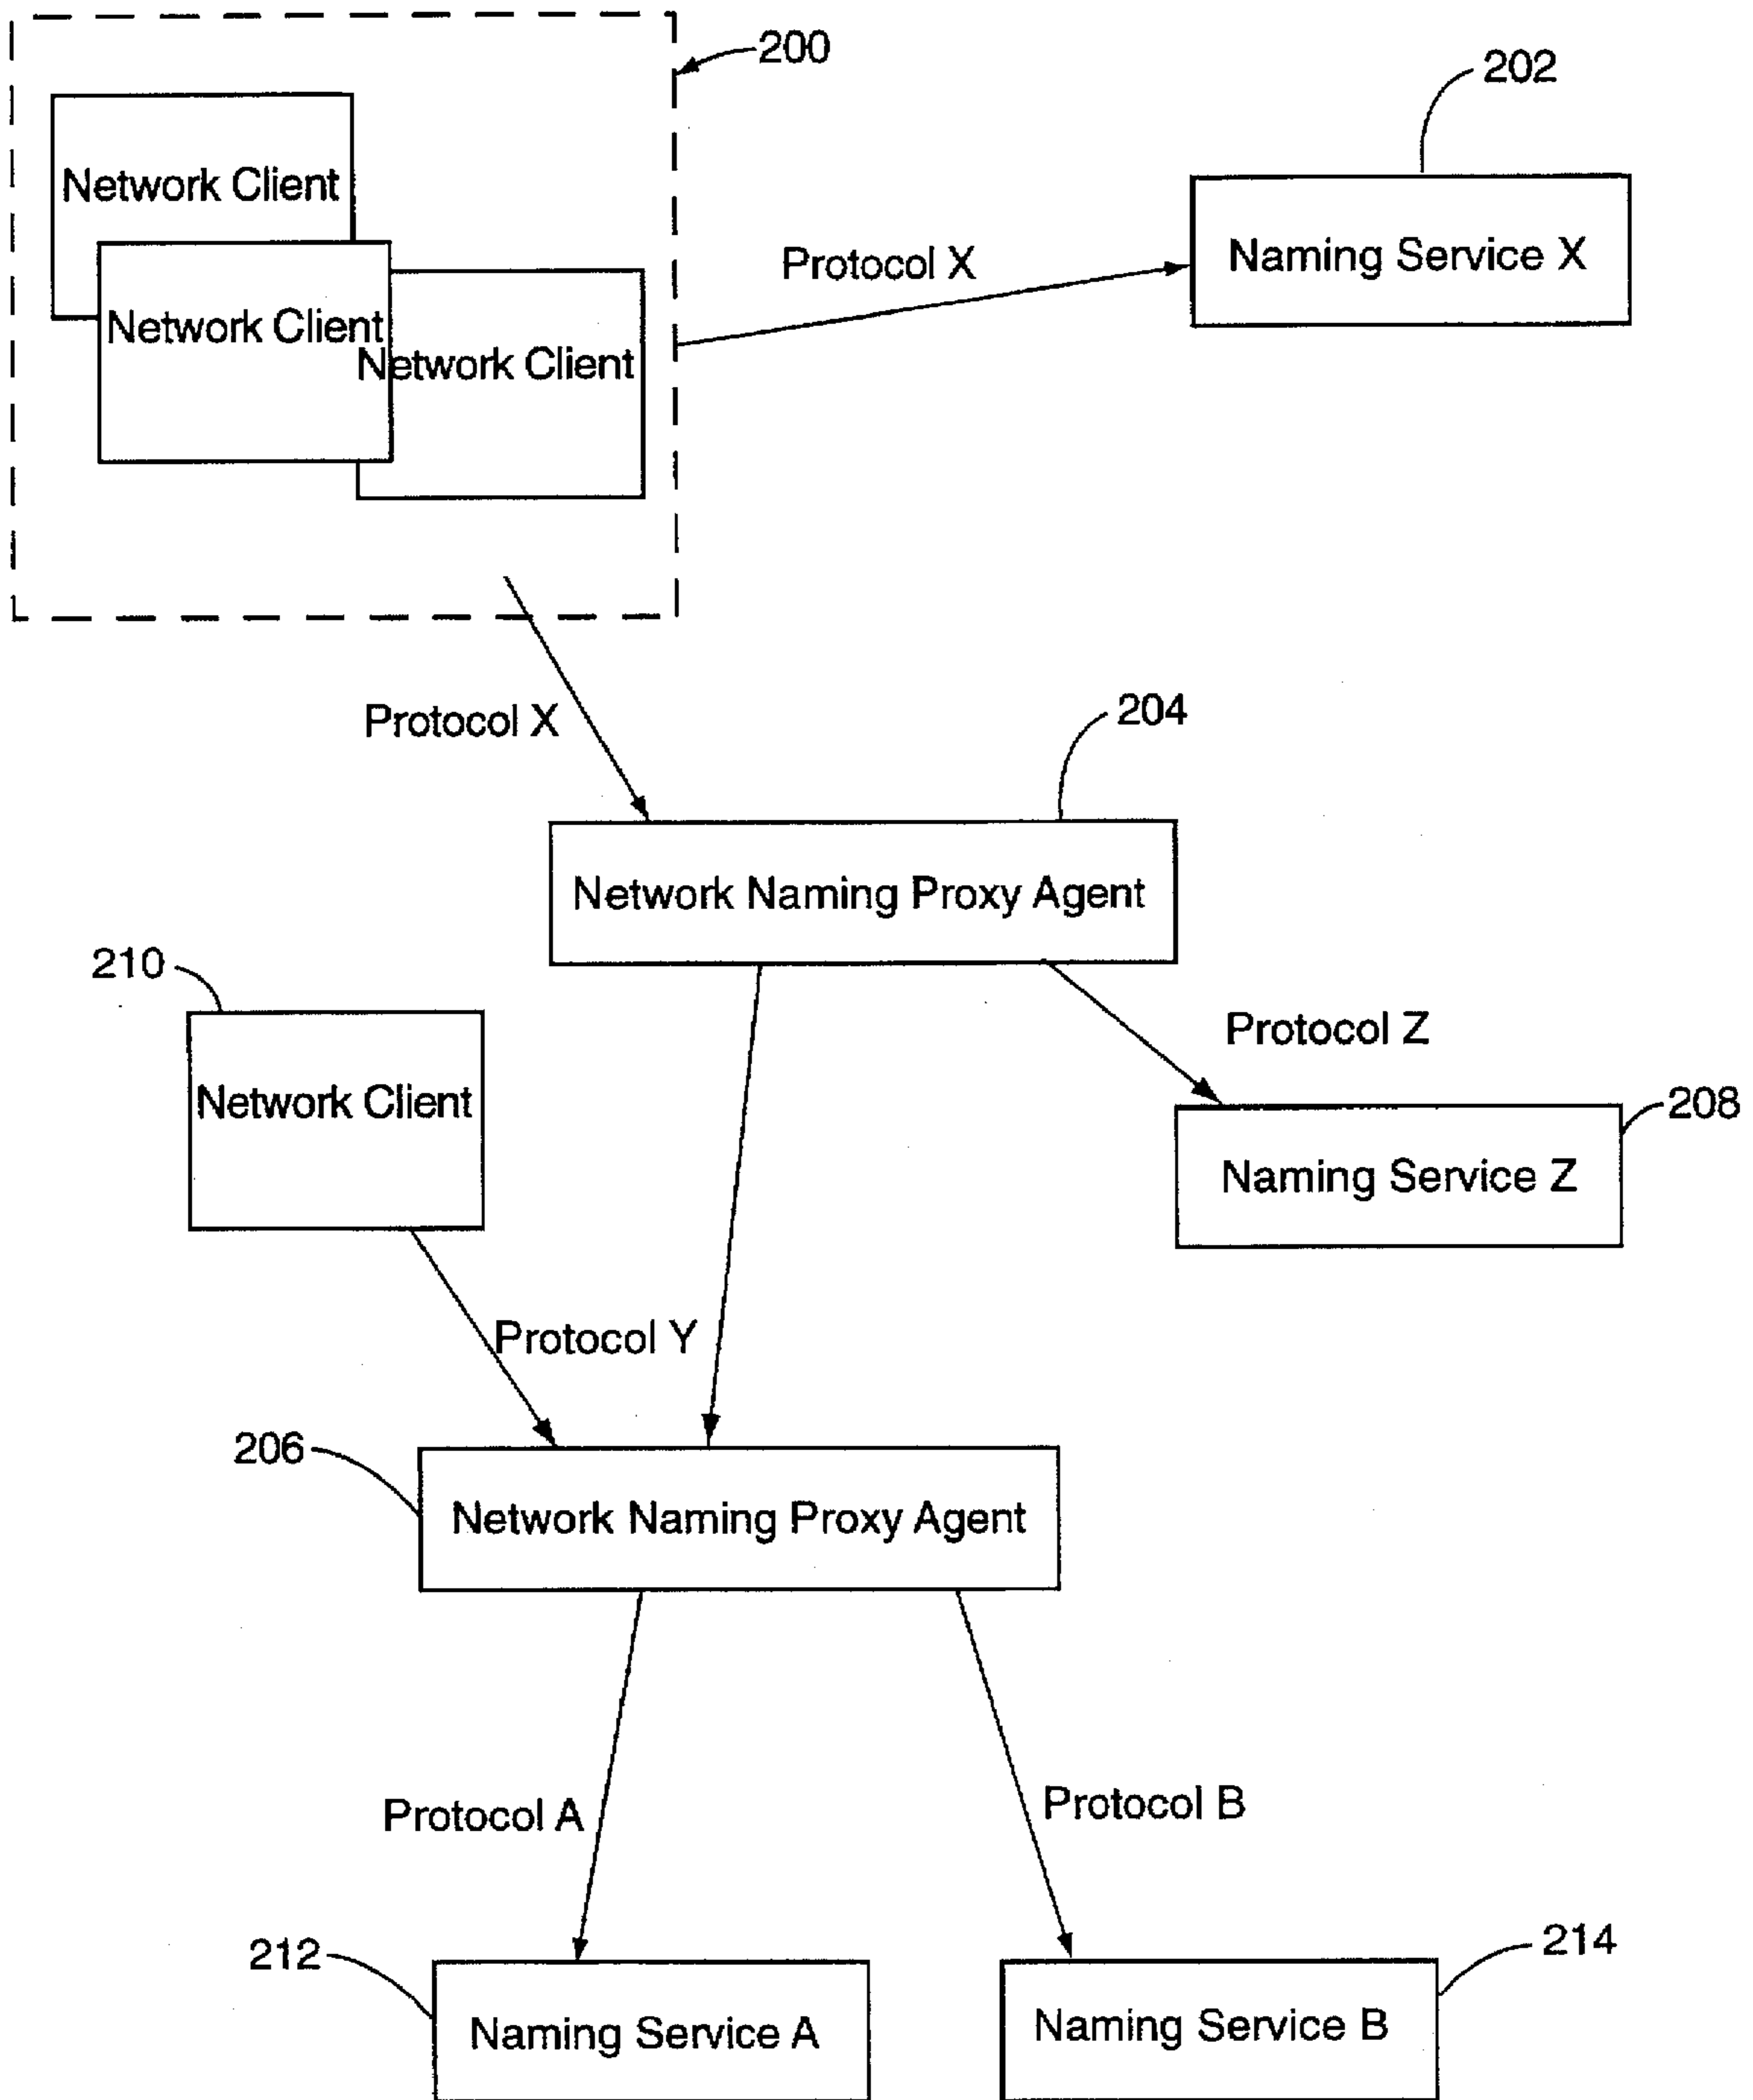 200
202
Network Client
Network Client
Network Client
Protocol X
Naming Service X
Protocol X
204
Network Naming Proxy Agent
210
Network Client
Protocol Z
208
Naming Service Z
Protocol Y
206
Network Naming Proxy Agent
Protocol A
Protocol B
212
Naming Service A
214
Naming Service B